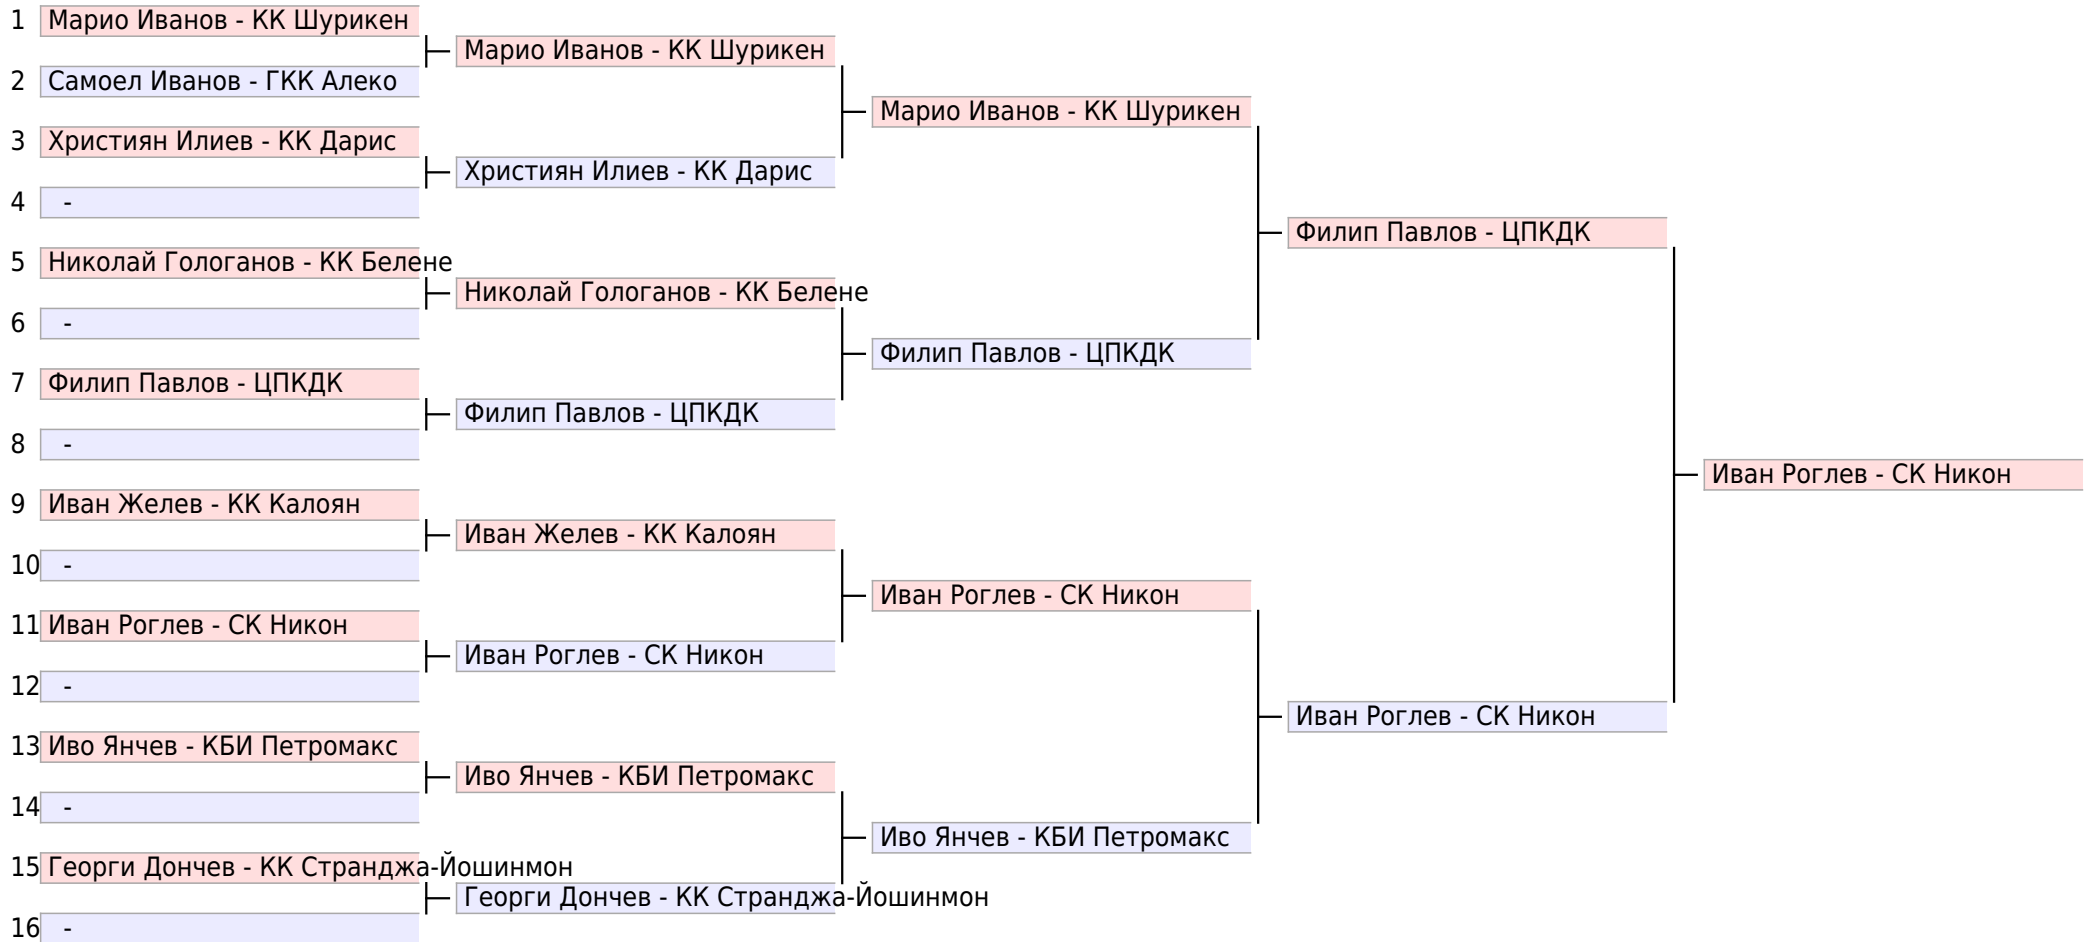 1 Марио Иванов - КК Шурикен
Марио Иванов - КК Шурикен
2 Самоел Иванов - ГКК Алеко
Марио Иванов - КК Шурикен
3 Християн Илиев - КК Дарис
Християн Илиев - КК Дарис
4 -
Филип Павлов - ЦПКДК
5 Николай Гологанов - КК Белене
Николай Гологанов - КК Белене
6 -
Филип Павлов - ЦПКДК
7 Филип Павлов - ЦПКДК
Филип Павлов - ЦПКДК
8 -
Иван Роглев - СК Никон
9 Иван Желев - КК Калоян
Иван Желев - КК Калоян
10 -
Иван Роглев - СК Никон
11 Иван Роглев - СК Никон
Иван Роглев - СК Никон
12 -
Иван Роглев - СК Никон
13 Иво Янчев - КБИ Петромакс
Иво Янчев - КБИ Петромакс
14 -
Иво Янчев - КБИ Петромакс
15 Георги Дончев - КК Странджа-Йошинмон
Георги Дончев - КК Странджа-Йошинмон
16 -